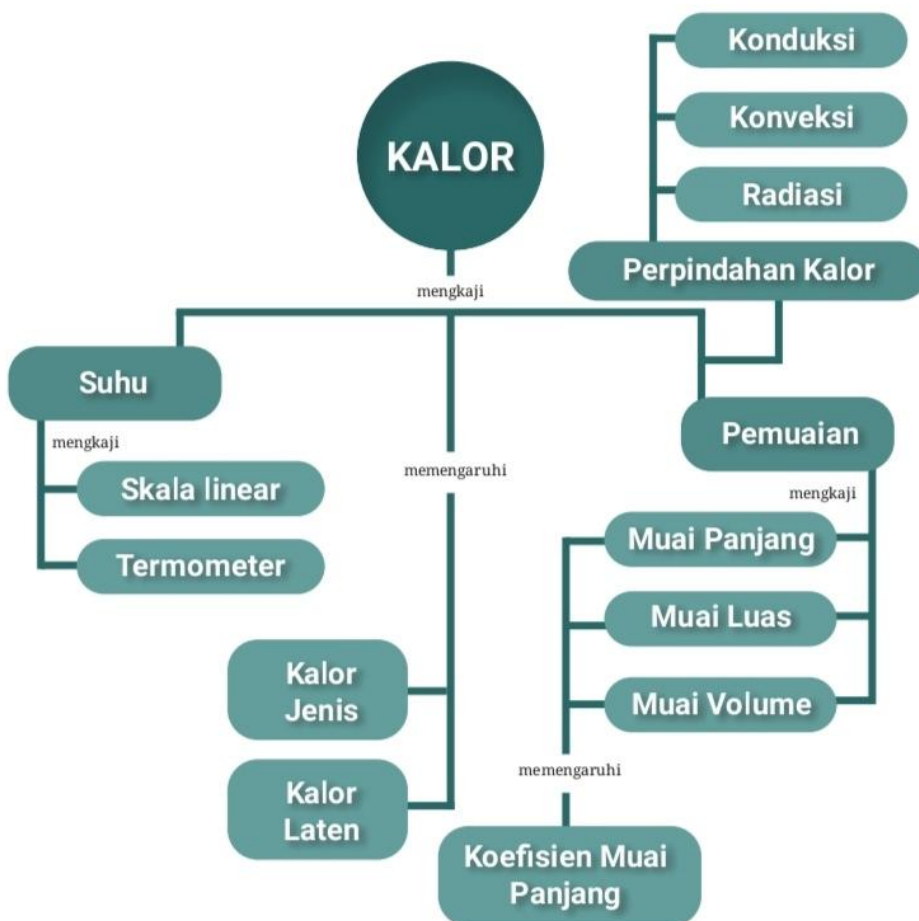 KALOR
Konduksi
Konveksi
Radiasi
Perpindahan Kalor
mengkaji
Suhu
mengkaji
Skala linear
Termometer
memengaruhi
Kalor
Jenis
Kalor
Laten
Pemuaian
mengkaji
Muai Panjang
Muai Luas
Muai Volume
memengaruhi
Koefisien Muai
Panjang